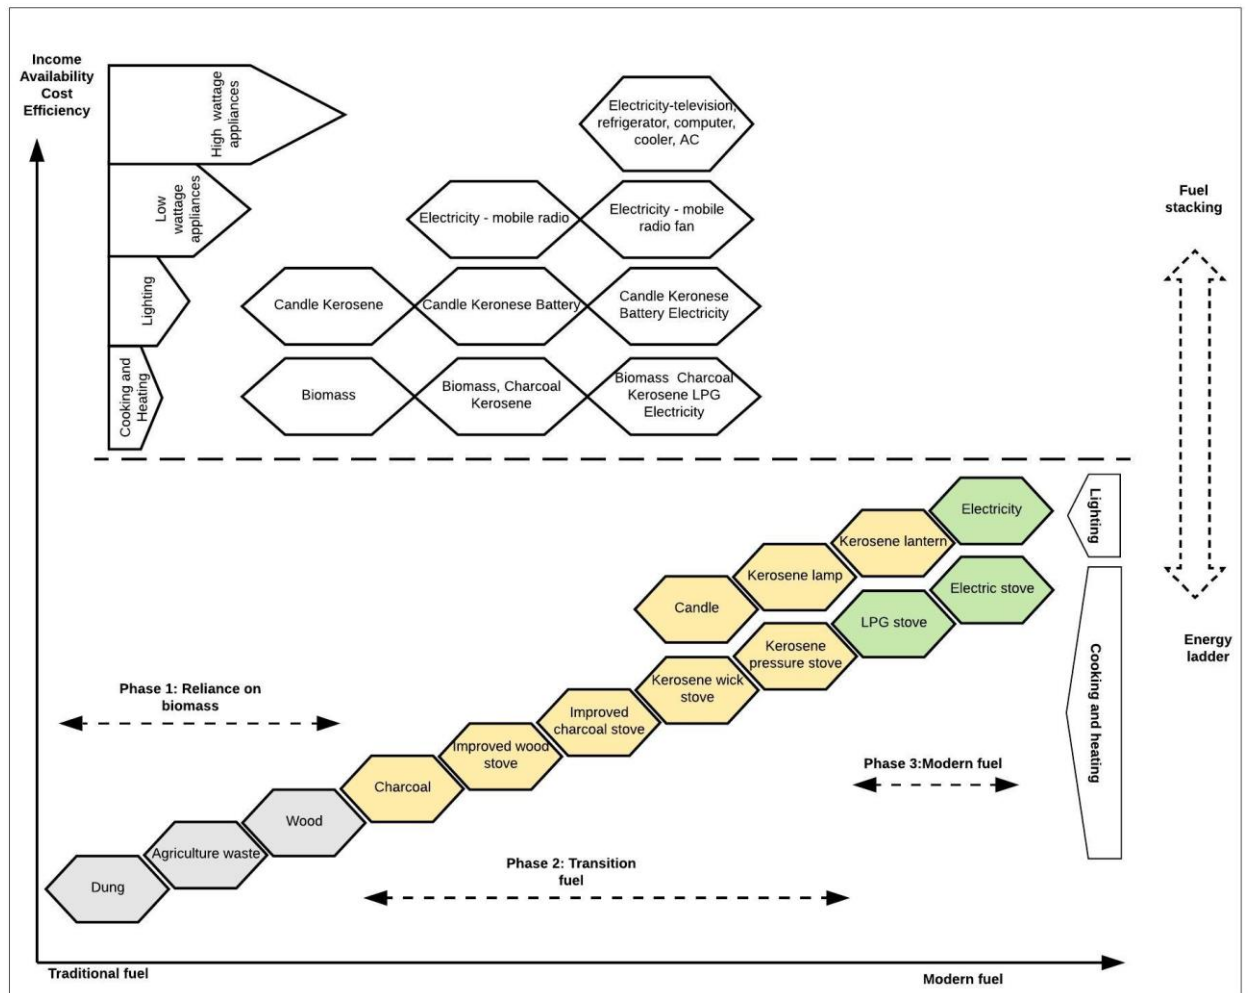 Income
Availability
Cost
Efficiency
High wattage
appliances
Low
wattage
appliances
Lighting
Cooking and
Heating
Electricity-television,
refrigerator, computer,
cooler, AC
Electricity - mobile radio
Electricity - mobile
radio fan
Candle Kerosene
Candle Keronese Battery
Candle Keronese
Battery Electricity
Biomass
Biomass, Charcoal
Kerosene
Biomass Charcoal
Kerosene LPG
Electricity
Fuel
stacking
Energy
ladder
Lighting
Cooking and heating
Electricity
Kerosene lantern
Kerosene lamp
Candle
Electric stove
LPG stove
Kerosene
pressure stove
Kerosene wick
stove
Improved
charcoal stove
Improved wood
stove
Charcoal
Wood
Agriculture waste
Dung
Phase 1: Reliance on
biomass
Phase 2: Transition
fuel
Phase 3:Modern fuel
Traditional fuel
Modern fuel